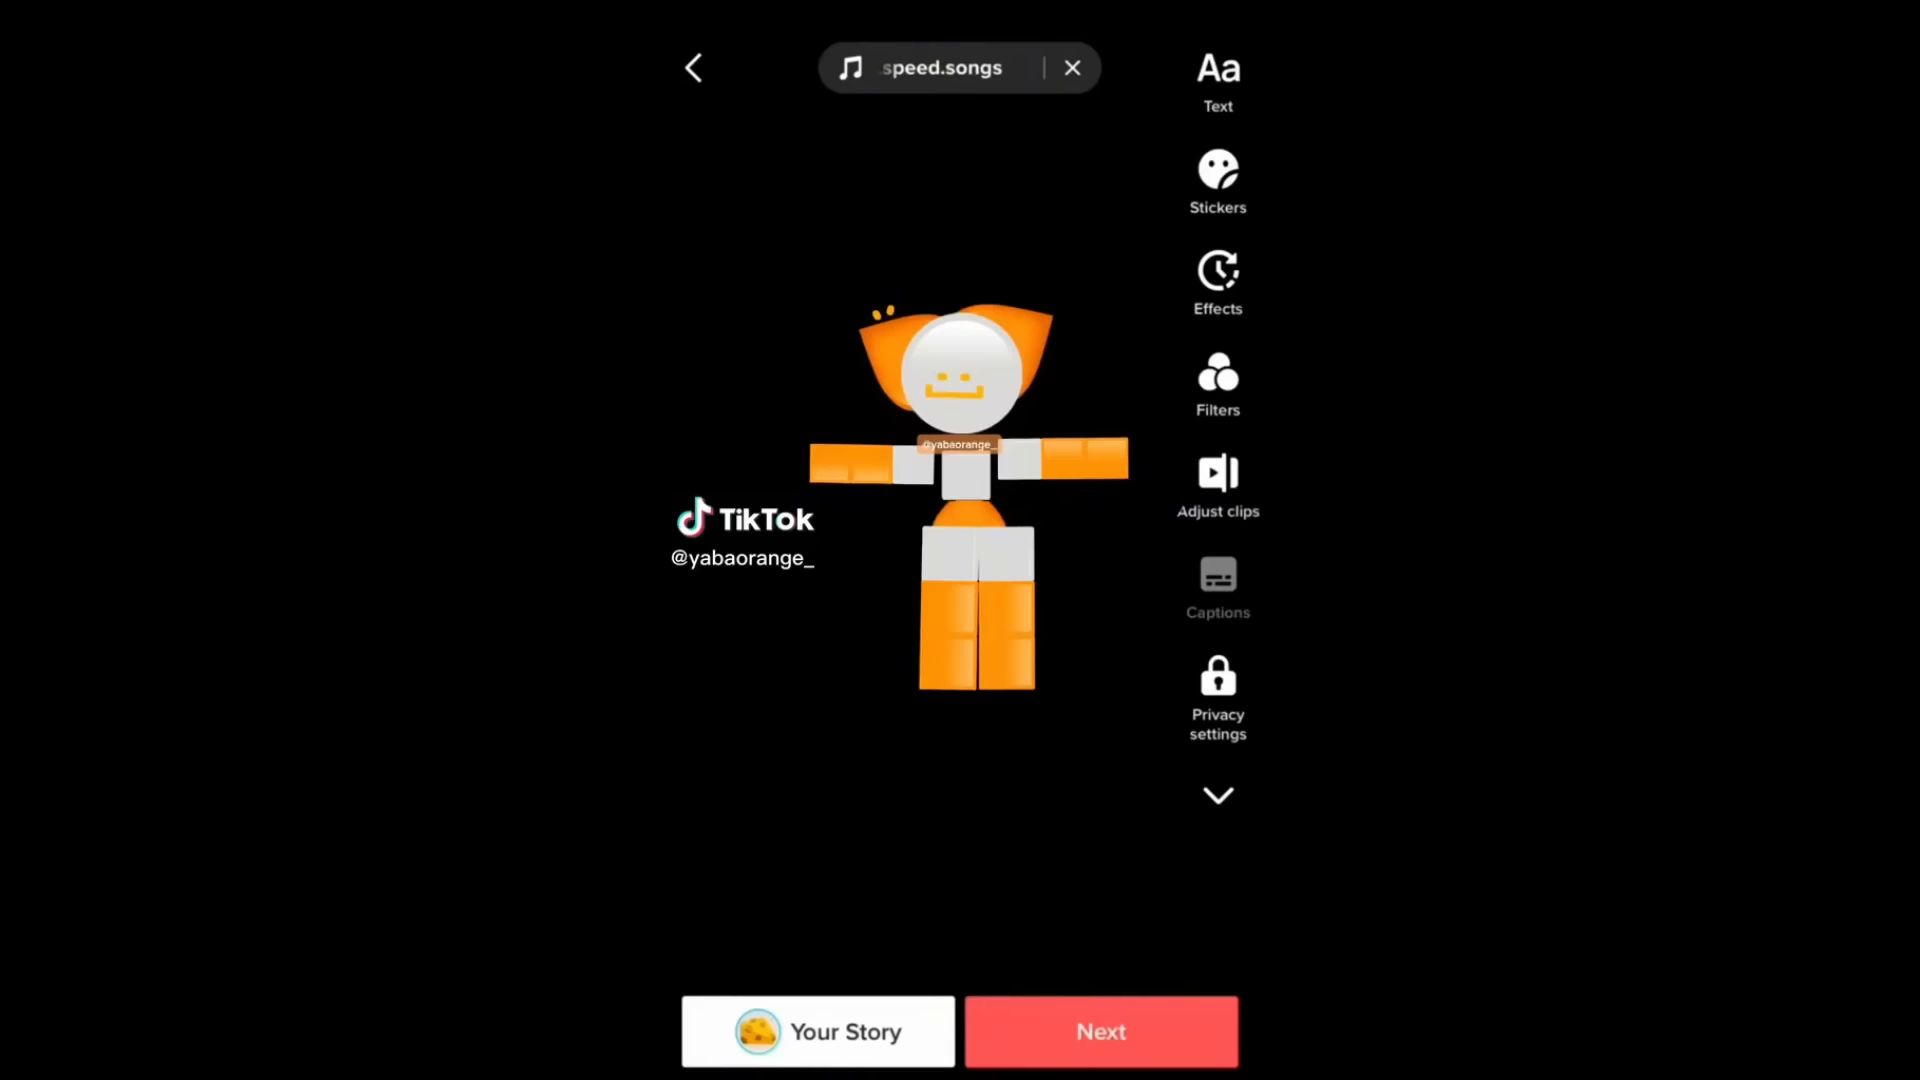 .speed.songs
Aa
Text
Stickers
Effects
Filters
@yabaorange_
Adjust clips
TikTok
@yabaorange_
Captions
Privacy
settings
Your Story
Next